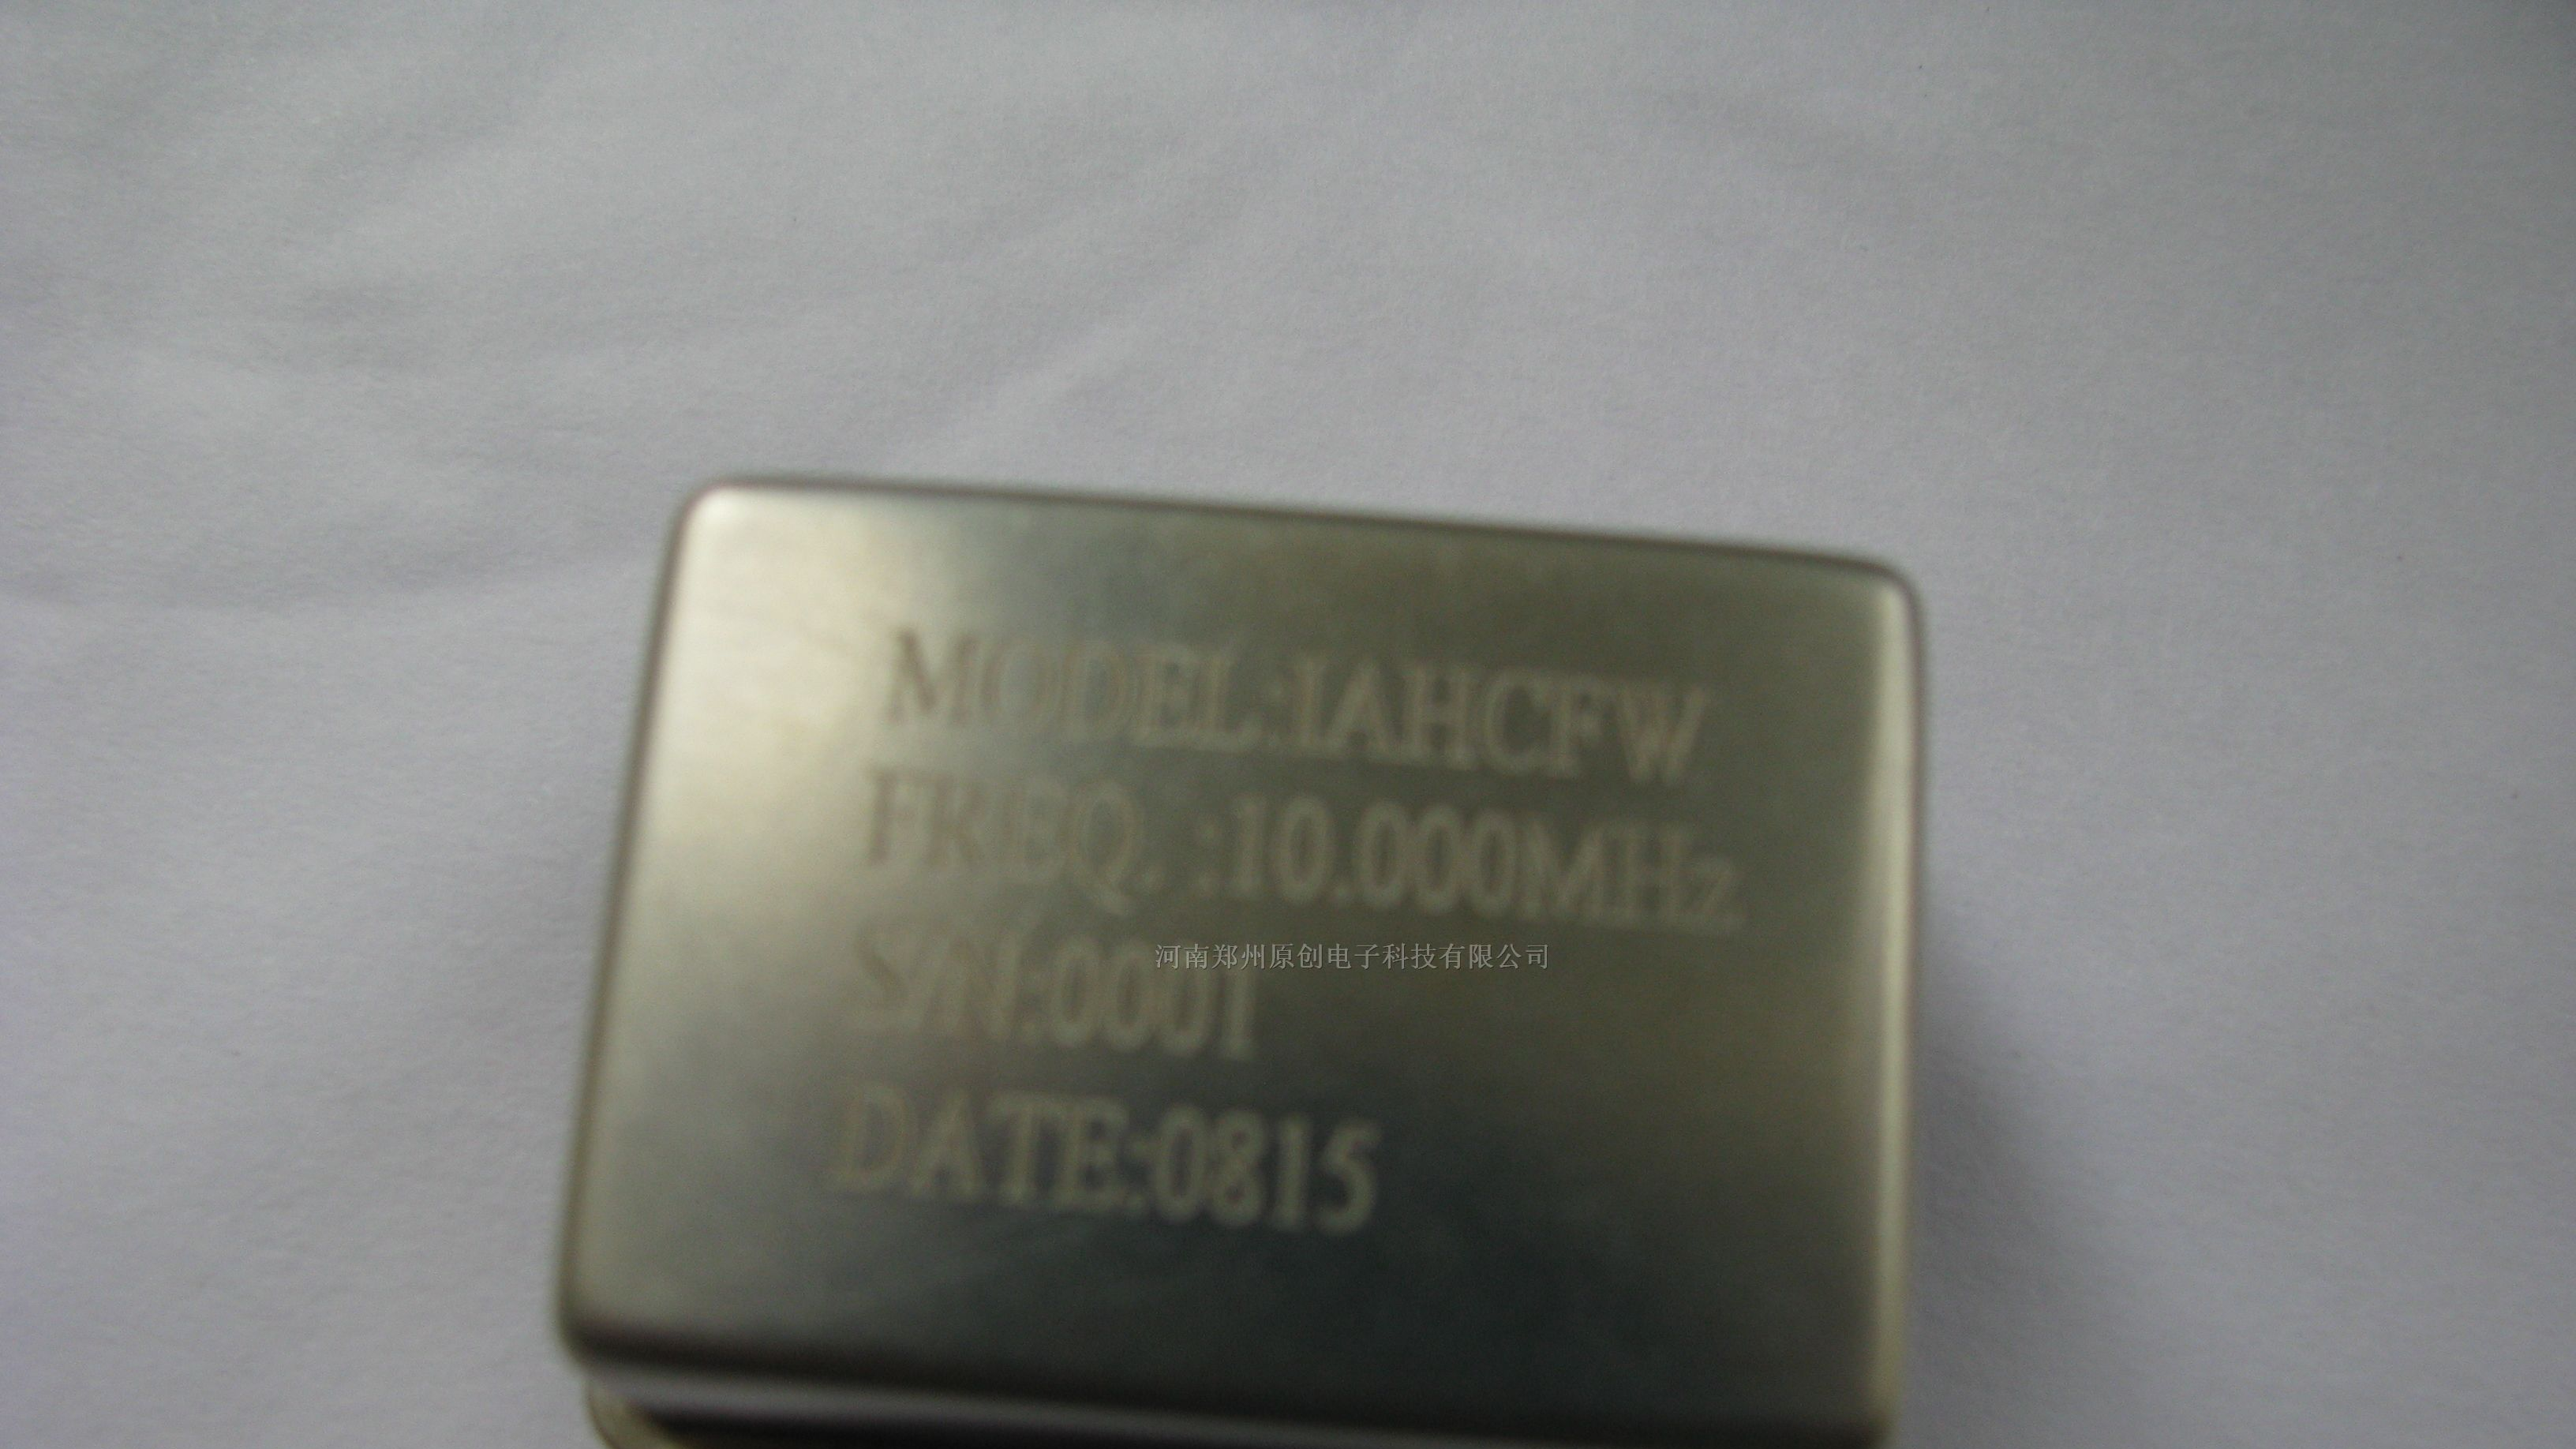 MODEL:IAHCFW
FREQ. :10.000MHz
河南郑州原创电子科技有限公司
S/N:0001
DATE:0815